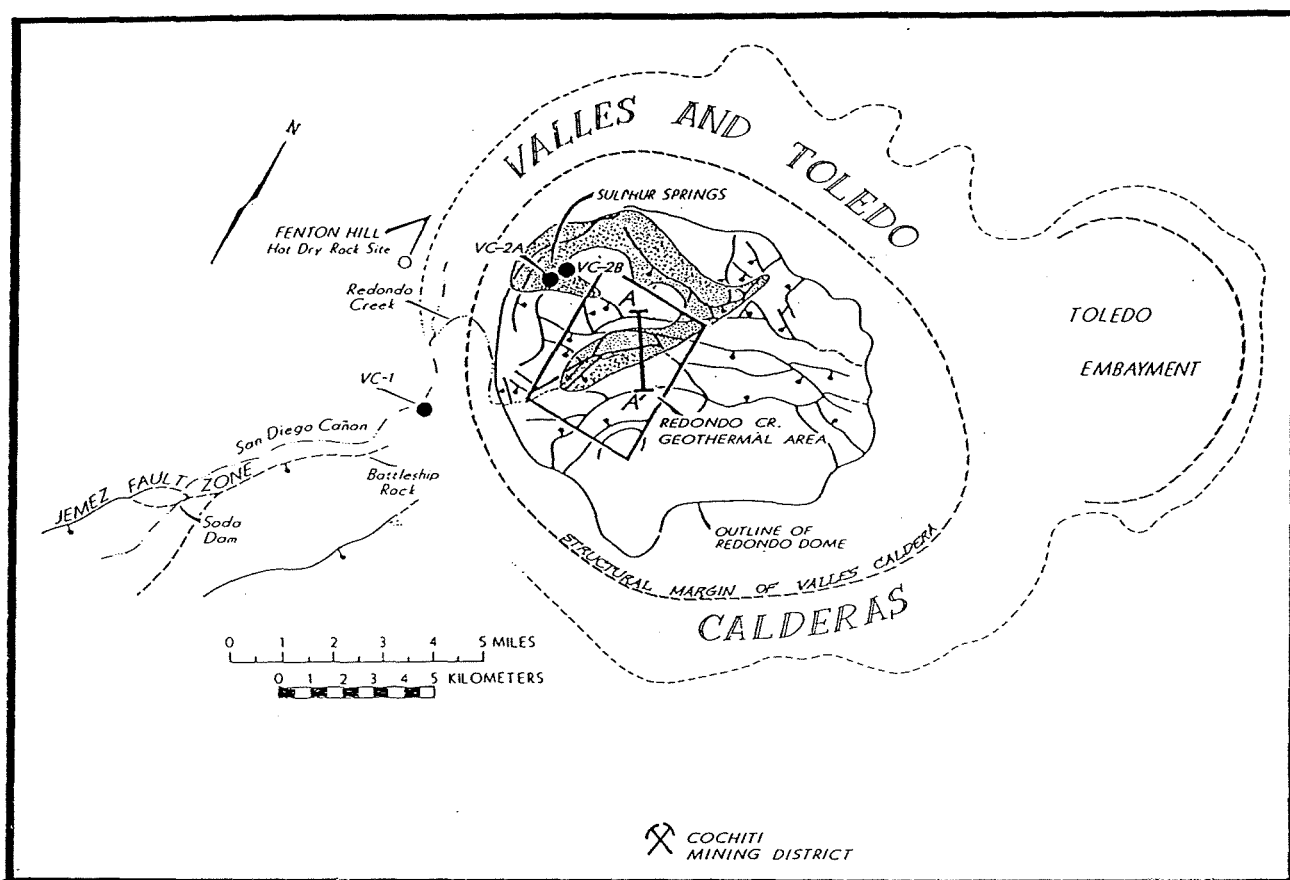 VALLES AND TOLEDO
N
SULPHUR SPRINGS
FENTON HILL
Hot Dry Rock Site
VC-2A
VC-2B
Redondo
Creek
A
TOLEDO
EMBAYMENT
VC-1
A'
REDONDO CR.
GEOTHERMAL AREA
San Diego Cañon
JEMEZ FAULT ZONE
Battleship
Rock
Soda
Dam
OUTLINE OF
REDONDO DOME
STRUCTURAL MARGIN OF VALLES CALDERA
CALDERAS
0 1 2 3 4 5 MILES
0 1 2 3 4 5 KILOMETERS
COCHITI
MINING DISTRICT